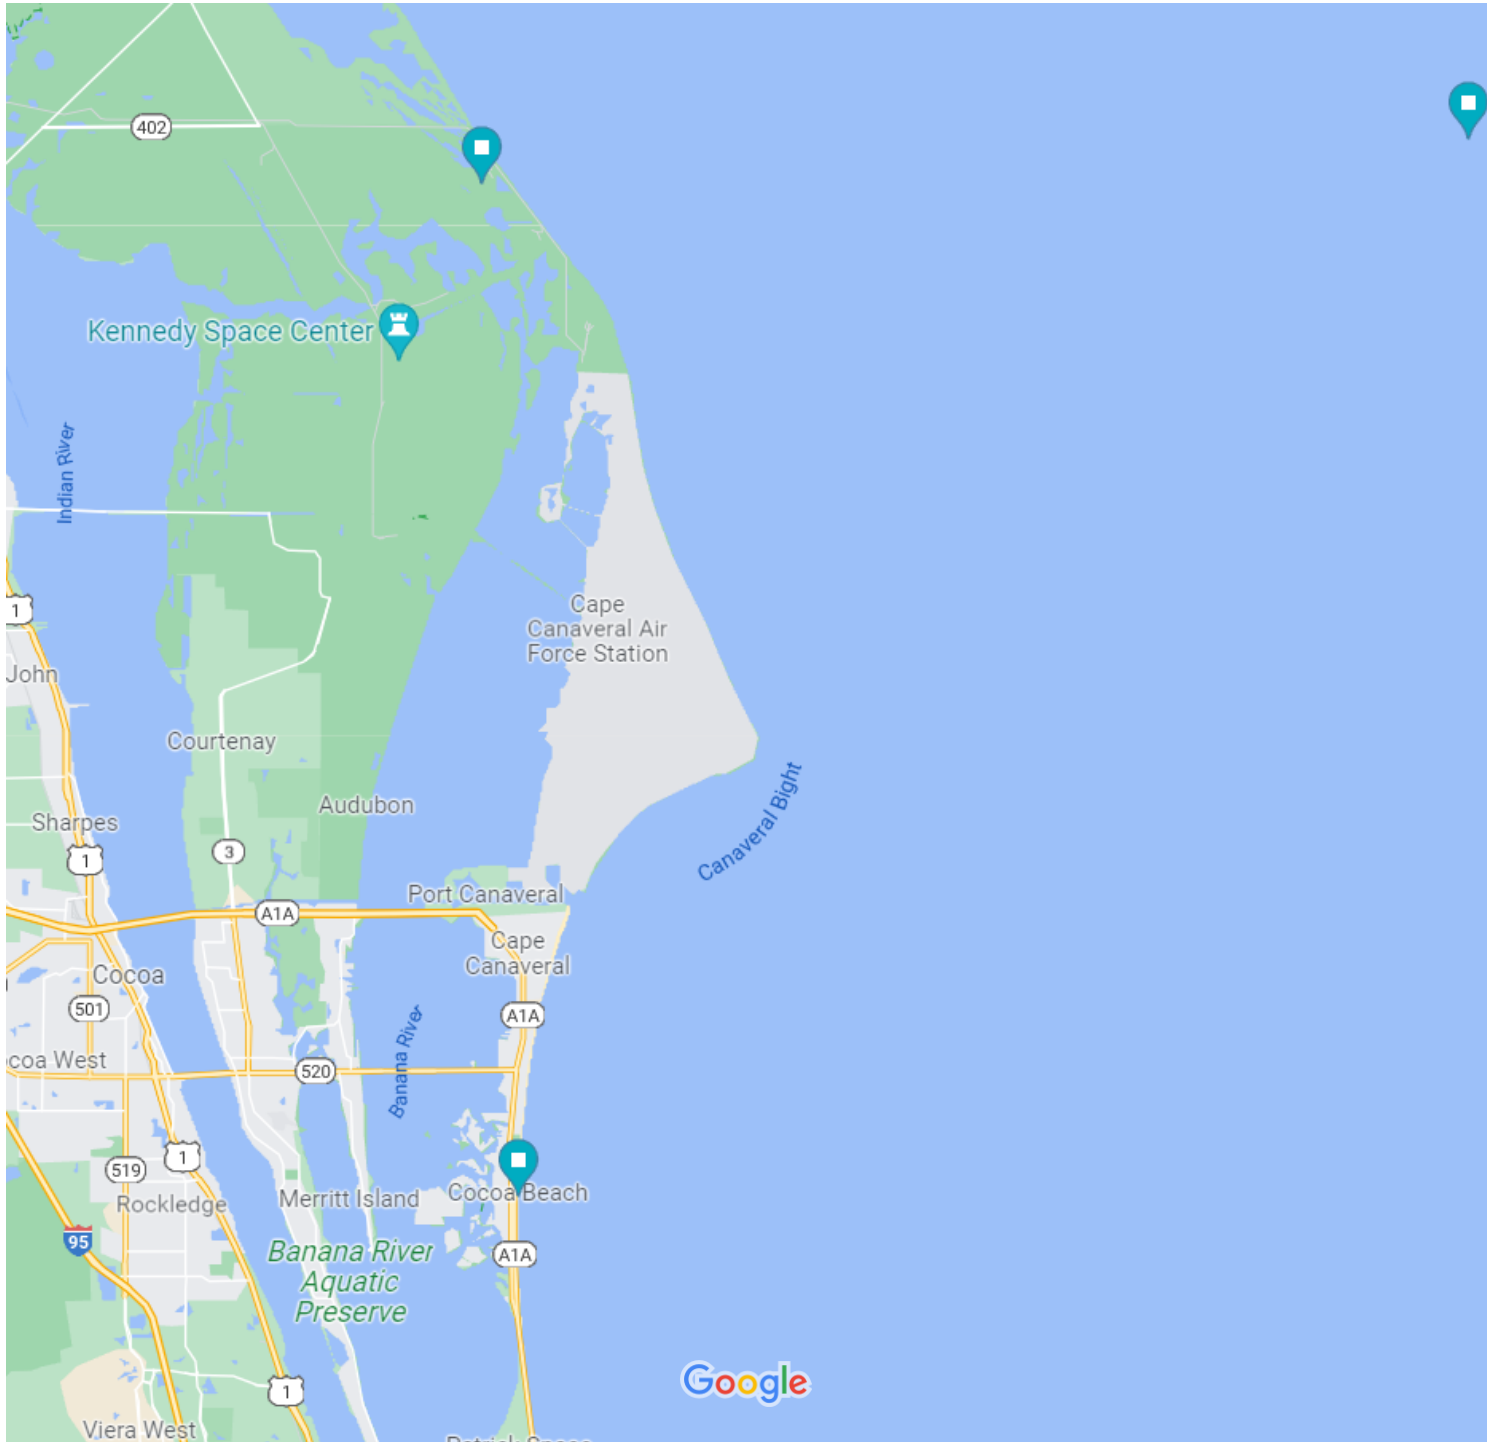 402
Kennedy Space Center
Indian River
1
Cape
Canaveral Air
Force Station
John
Courtenay
Canaveral Bight
Audubon
Sharpes
3
1
Port Canaveral
A1A
Cape
Canaveral
Cocoa
501
A1A
Banana River
ocoa West
520
519
1
Cocoa Beach
Merritt Island
Rockledge
95
A1A
Banana River
Aquatic
Preserve
Google
1
Viera West